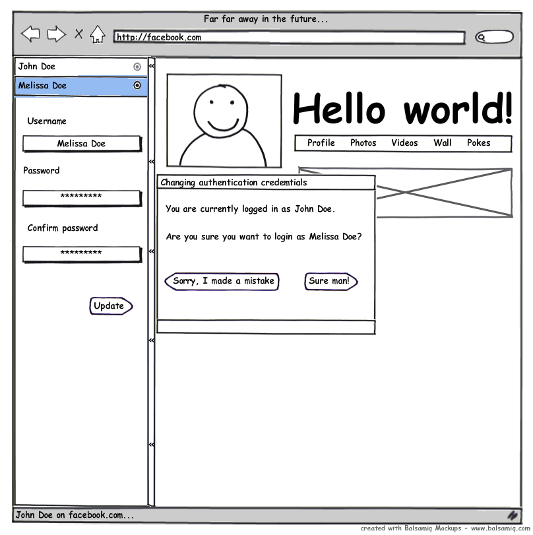 Far far away in the future...
http://facebook.com
John Doe
Melissa Doe
Username
Melissa Doe
Password
*********
Confirm password
*********
Update
Hello world!
Profile Photos Videos Wall Pokes
Changing authentication credentnials
You are currently logged in as John Doe.
Are you sure you want to login as Melissa Doe?
Sorry, I made a mistake
Sure man!
John Doe on facebook.com...
created with Balsamiq Mockups - www.balsamiq.com